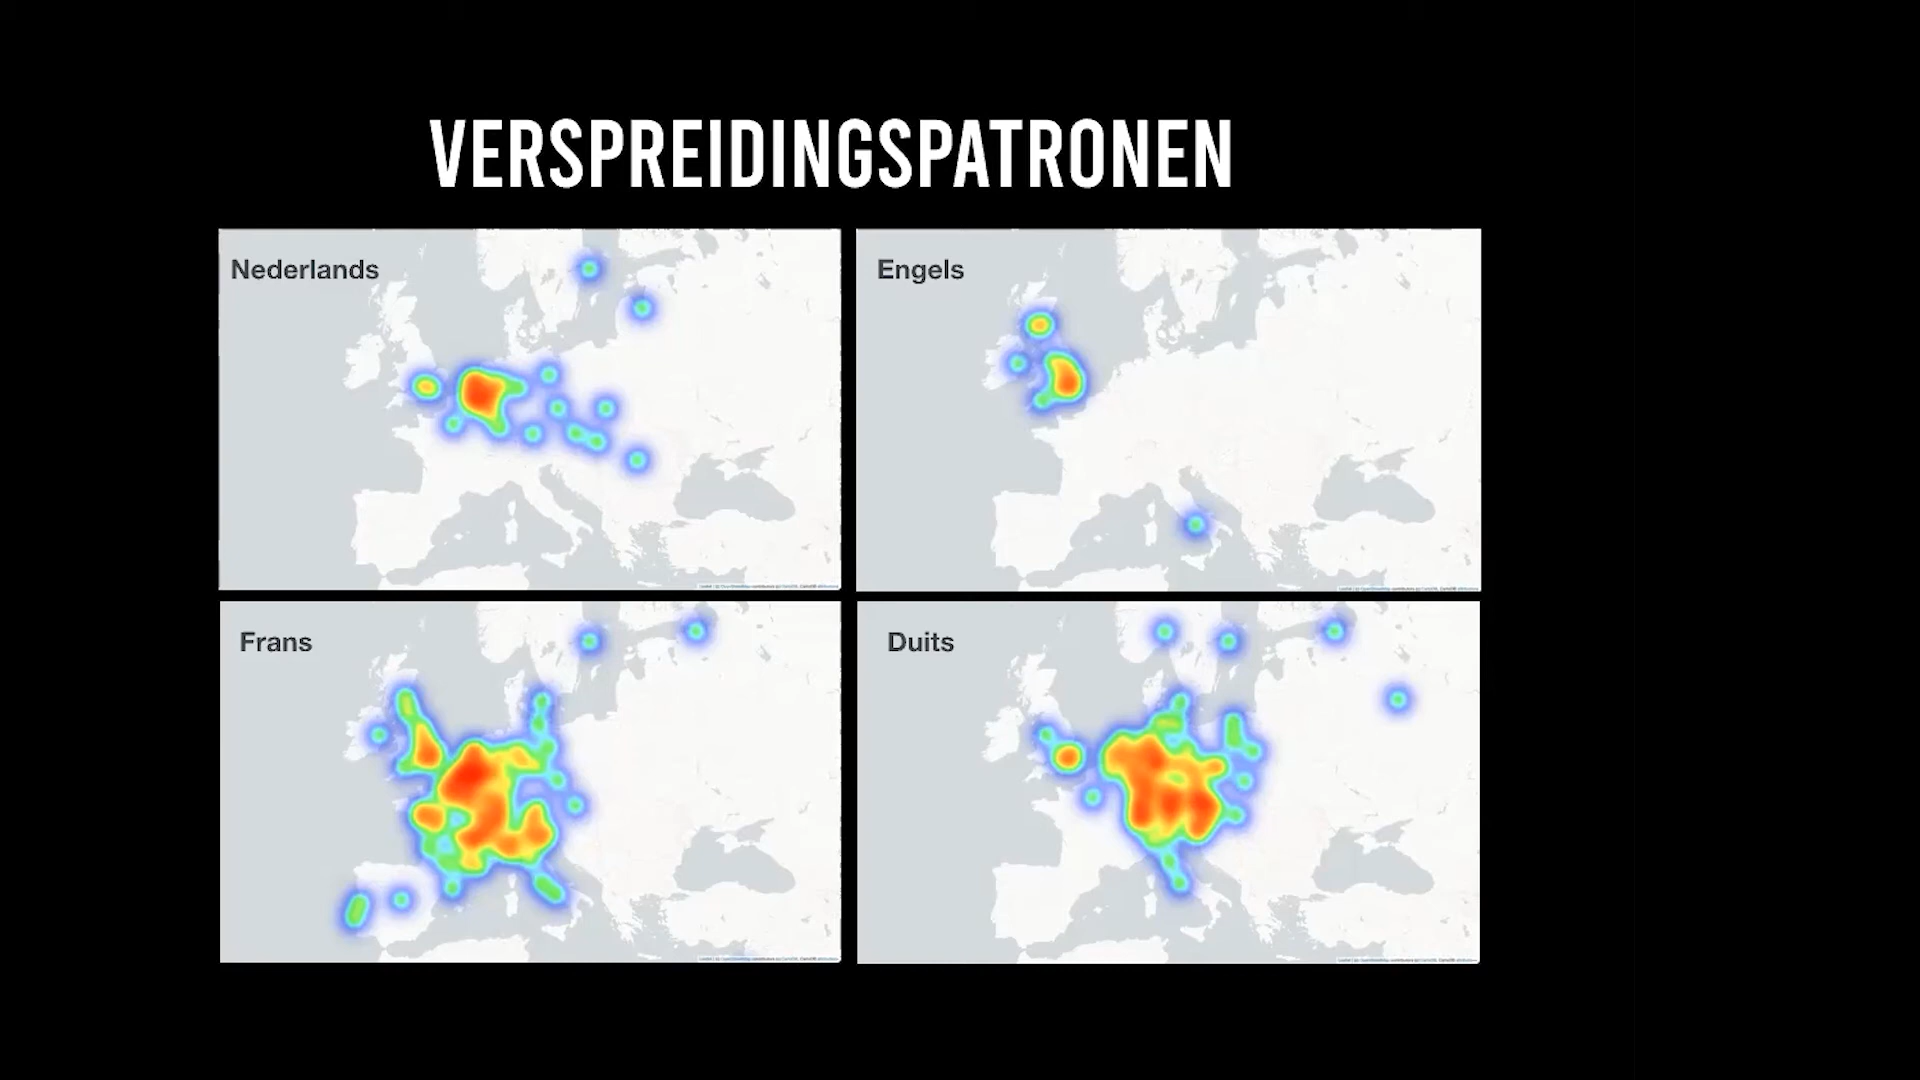 VERSPREIDINGSPATRONEN
Nederlands
Engels
Frans
Duits